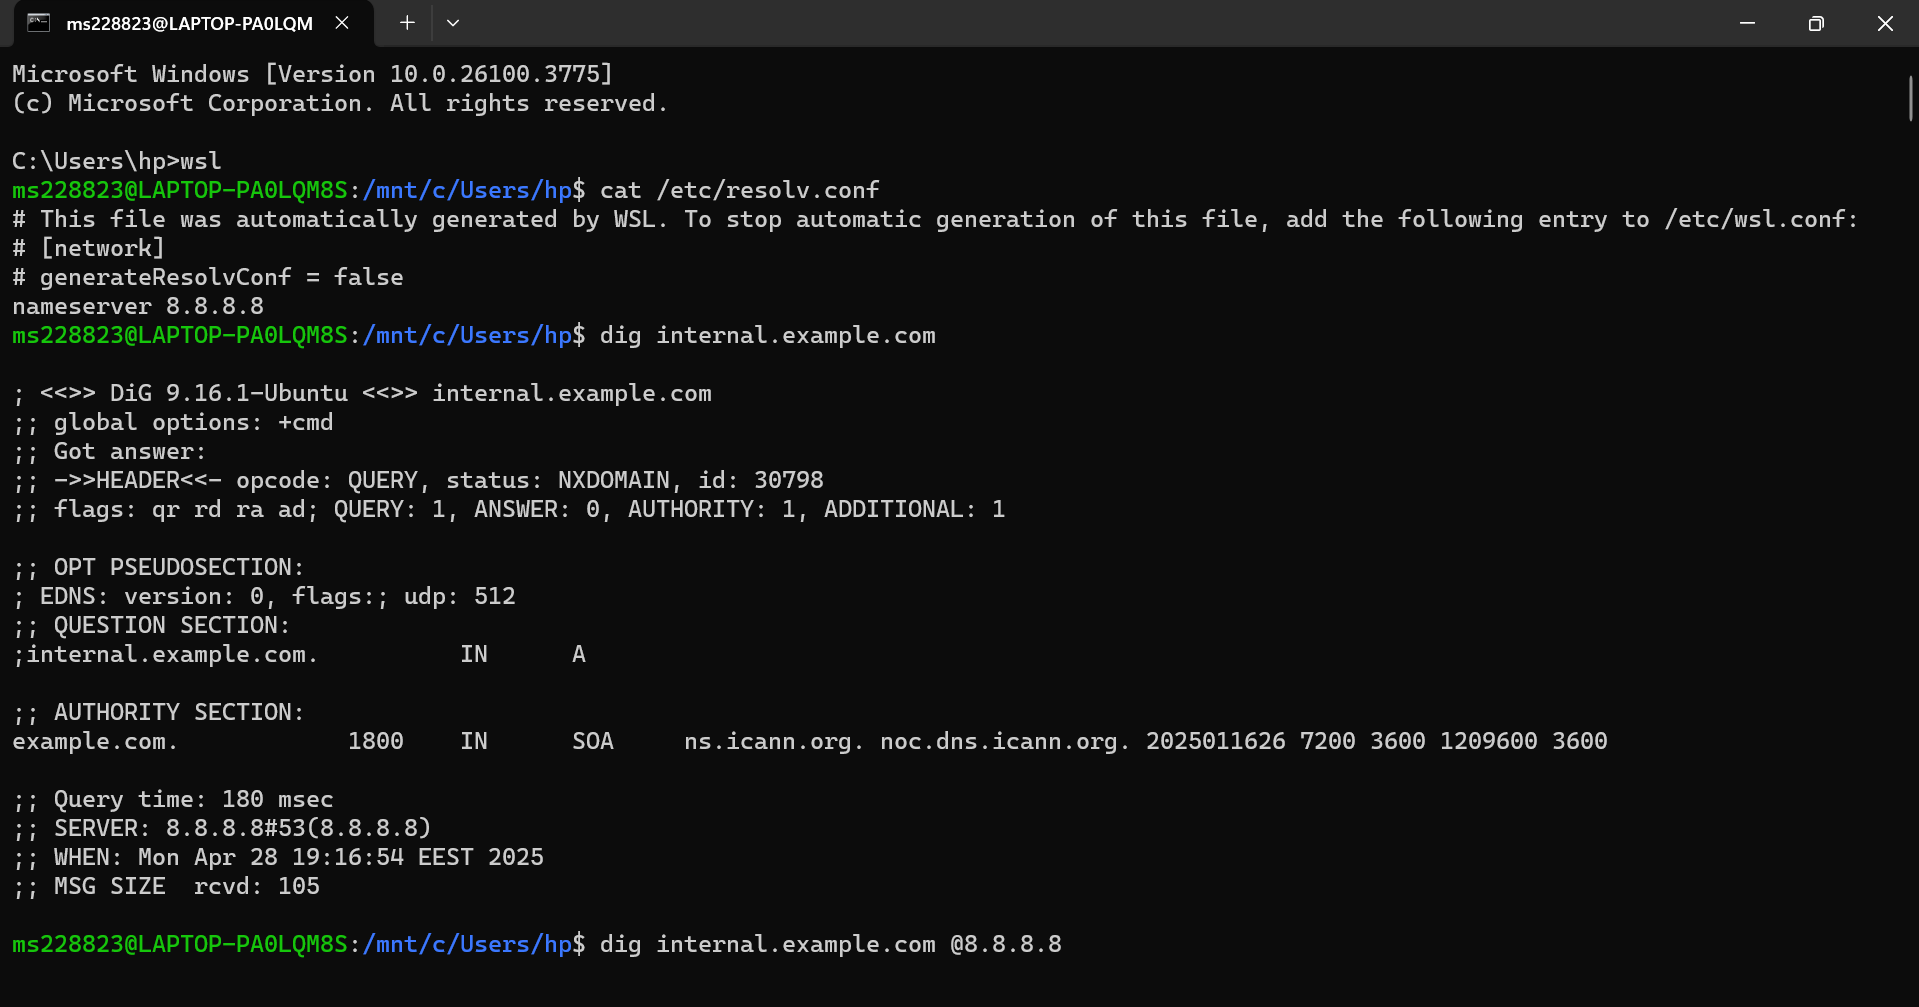 ms228823@LAPTOP-PA0LQM
Microsoft Windows [Version 10.0.26100.3775]
(c) Microsoft Corporation. All rights reserved.
C:\Users\hp>wsl
ms228823@LAPTOP-PA0LQM8S:/mnt/c/Users/hp$ cat /etc/resolv.conf
# This file was automatically generated by WSL. To stop automatic generation of this file, add the following entry to /etc/wsl.conf:
# [network]
# generateResolvConf = false
nameserver 8.8.8.8
ms228823@LAPTOP-PA0LQM8S:/mnt/c/Users/hp$ dig internal.example.com
; <<>> DiG 9.16.1-Ubuntu <<>> internal.example.com
;; global options: +cmd
;; Got answer:
;; ->>HEADER<<- opcode: QUERY, status: NXDOMAIN, id: 30798
;; flags: qr rd ra ad; QUERY: 1, ANSWER: 0, AUTHORITY: 1, ADDITIONAL: 1
;; OPT PSEUDOSECTION:
; EDNS: version: 0, flags:; udp: 512
;; QUESTION SECTION:
;internal.example.com. IN A
;; AUTHORITY SECTION:
example.com. 1800 IN SOA ns.icann.org. noc.dns.icann.org. 2025011626 7200 3600 1209600 3600
;; Query time: 180 msec
;; SERVER: 8.8.8.8#53(8.8.8.8)
;; WHEN: Mon Apr 28 19:16:54 EEST 2025
;; MSG SIZE  rcvd: 105
ms228823@LAPTOP-PA0LQM8S:/mnt/c/Users/hp$ dig internal.example.com @8.8.8.8